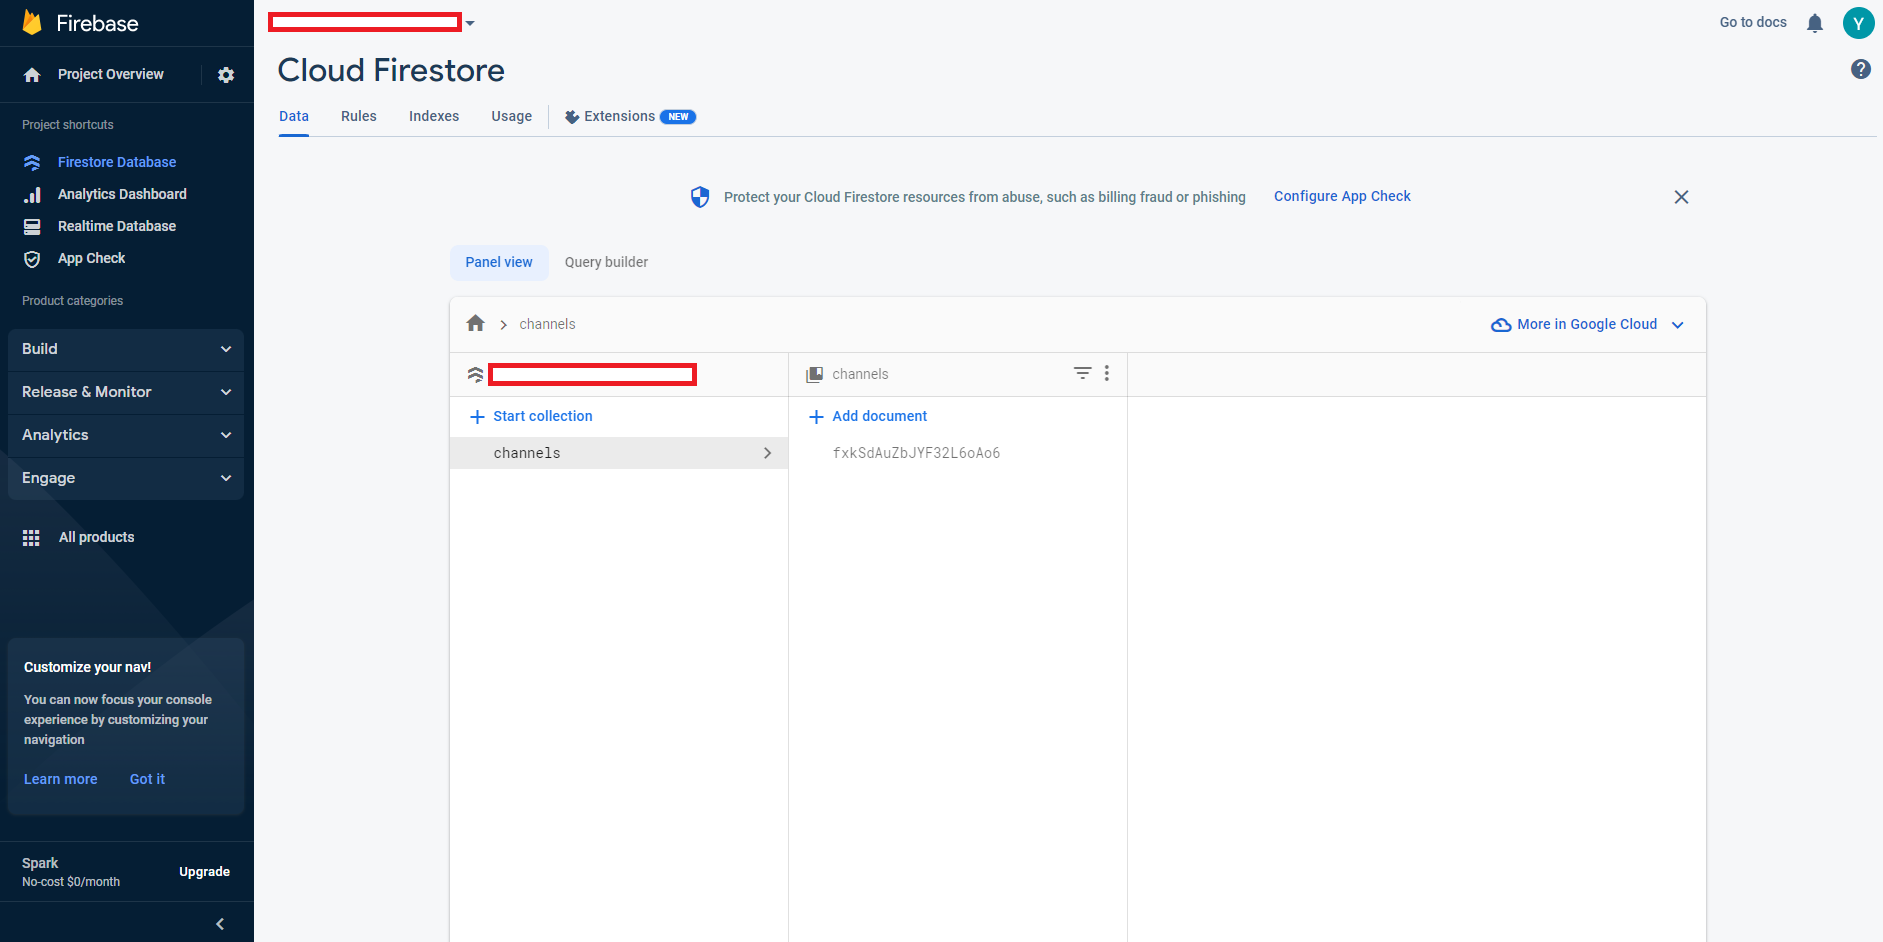 Firebase
Project Overview
Project shortcuts
Firestore Database
Analytics Dashboard
Realtime Database
App Check
Product categories
Build
Release & Monitor
Analytics
Engage
All products
Customize your nav!
You can now focus your console
experience by customizing your
navigation
Learn more Got it
Spark
No-cost $0/month
Upgrade
Go to docs
Y
Cloud Firestore
?
Data Rules Indexes Usage Extensions NEW
Protect your Cloud Firestore resources from abuse, such as billing fraud or phishing Configure App Check
Panel view Query builder
channels
More in Google Cloud
channels
Start collection
Add document
channels
fxkSdAuZbJYF32L6oAo6